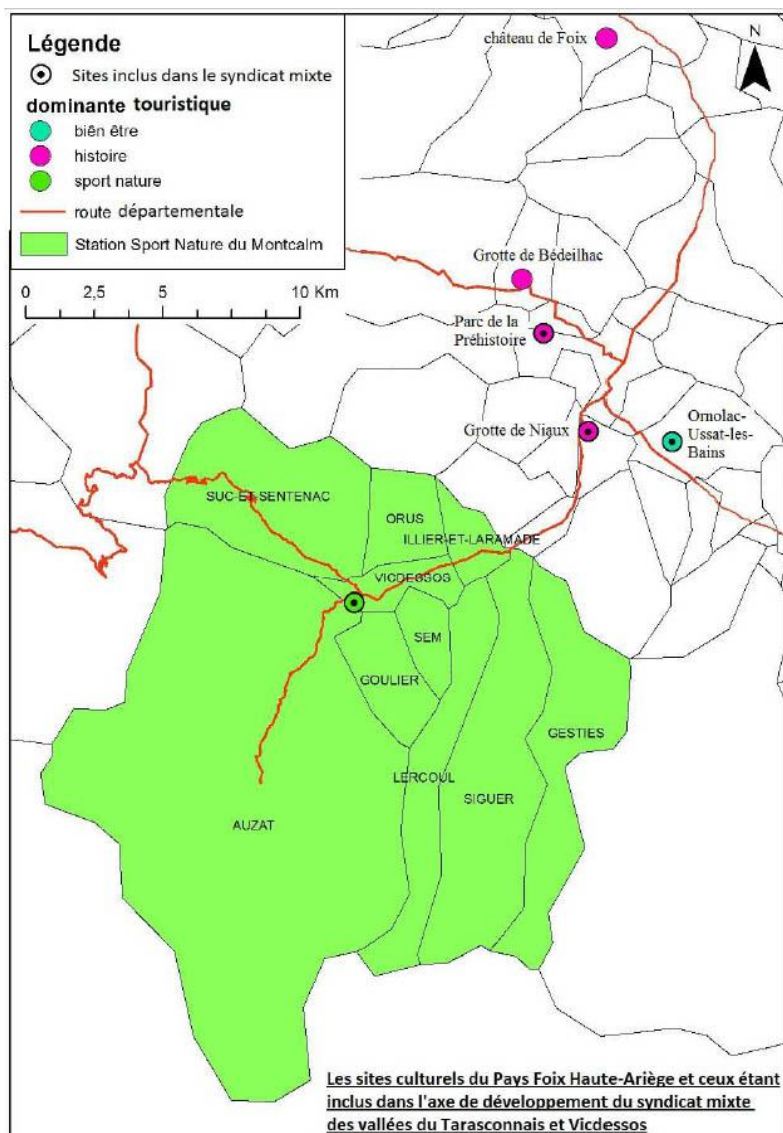 Légende
Sites inclus dans le syndicat mixte
dominante touristique
biên être
histoire
sport nature
route départementale
Station Sport Nature du Montcalm
0 2,5 5 10 Km
N
château de Foix
Grotte de Bédeilhac
Parc de la
Préhistoire
Grotte de Niaux
Ornolac-
Ussat-les-
Bains
SUC-ET-SENTENAC
ORUS
ILLIER-ET-LARAMADE
VICDESSOS
SEM
GOULIER
GESTIES
LERCOUL
SIGUER
AUZAT
Les sites culturels du Pays Foix Haute-Ariége et ceux étant
inclus dans l'axe de développement du syndicat mixte
des vallées du Tarasconnais et Vicdessos